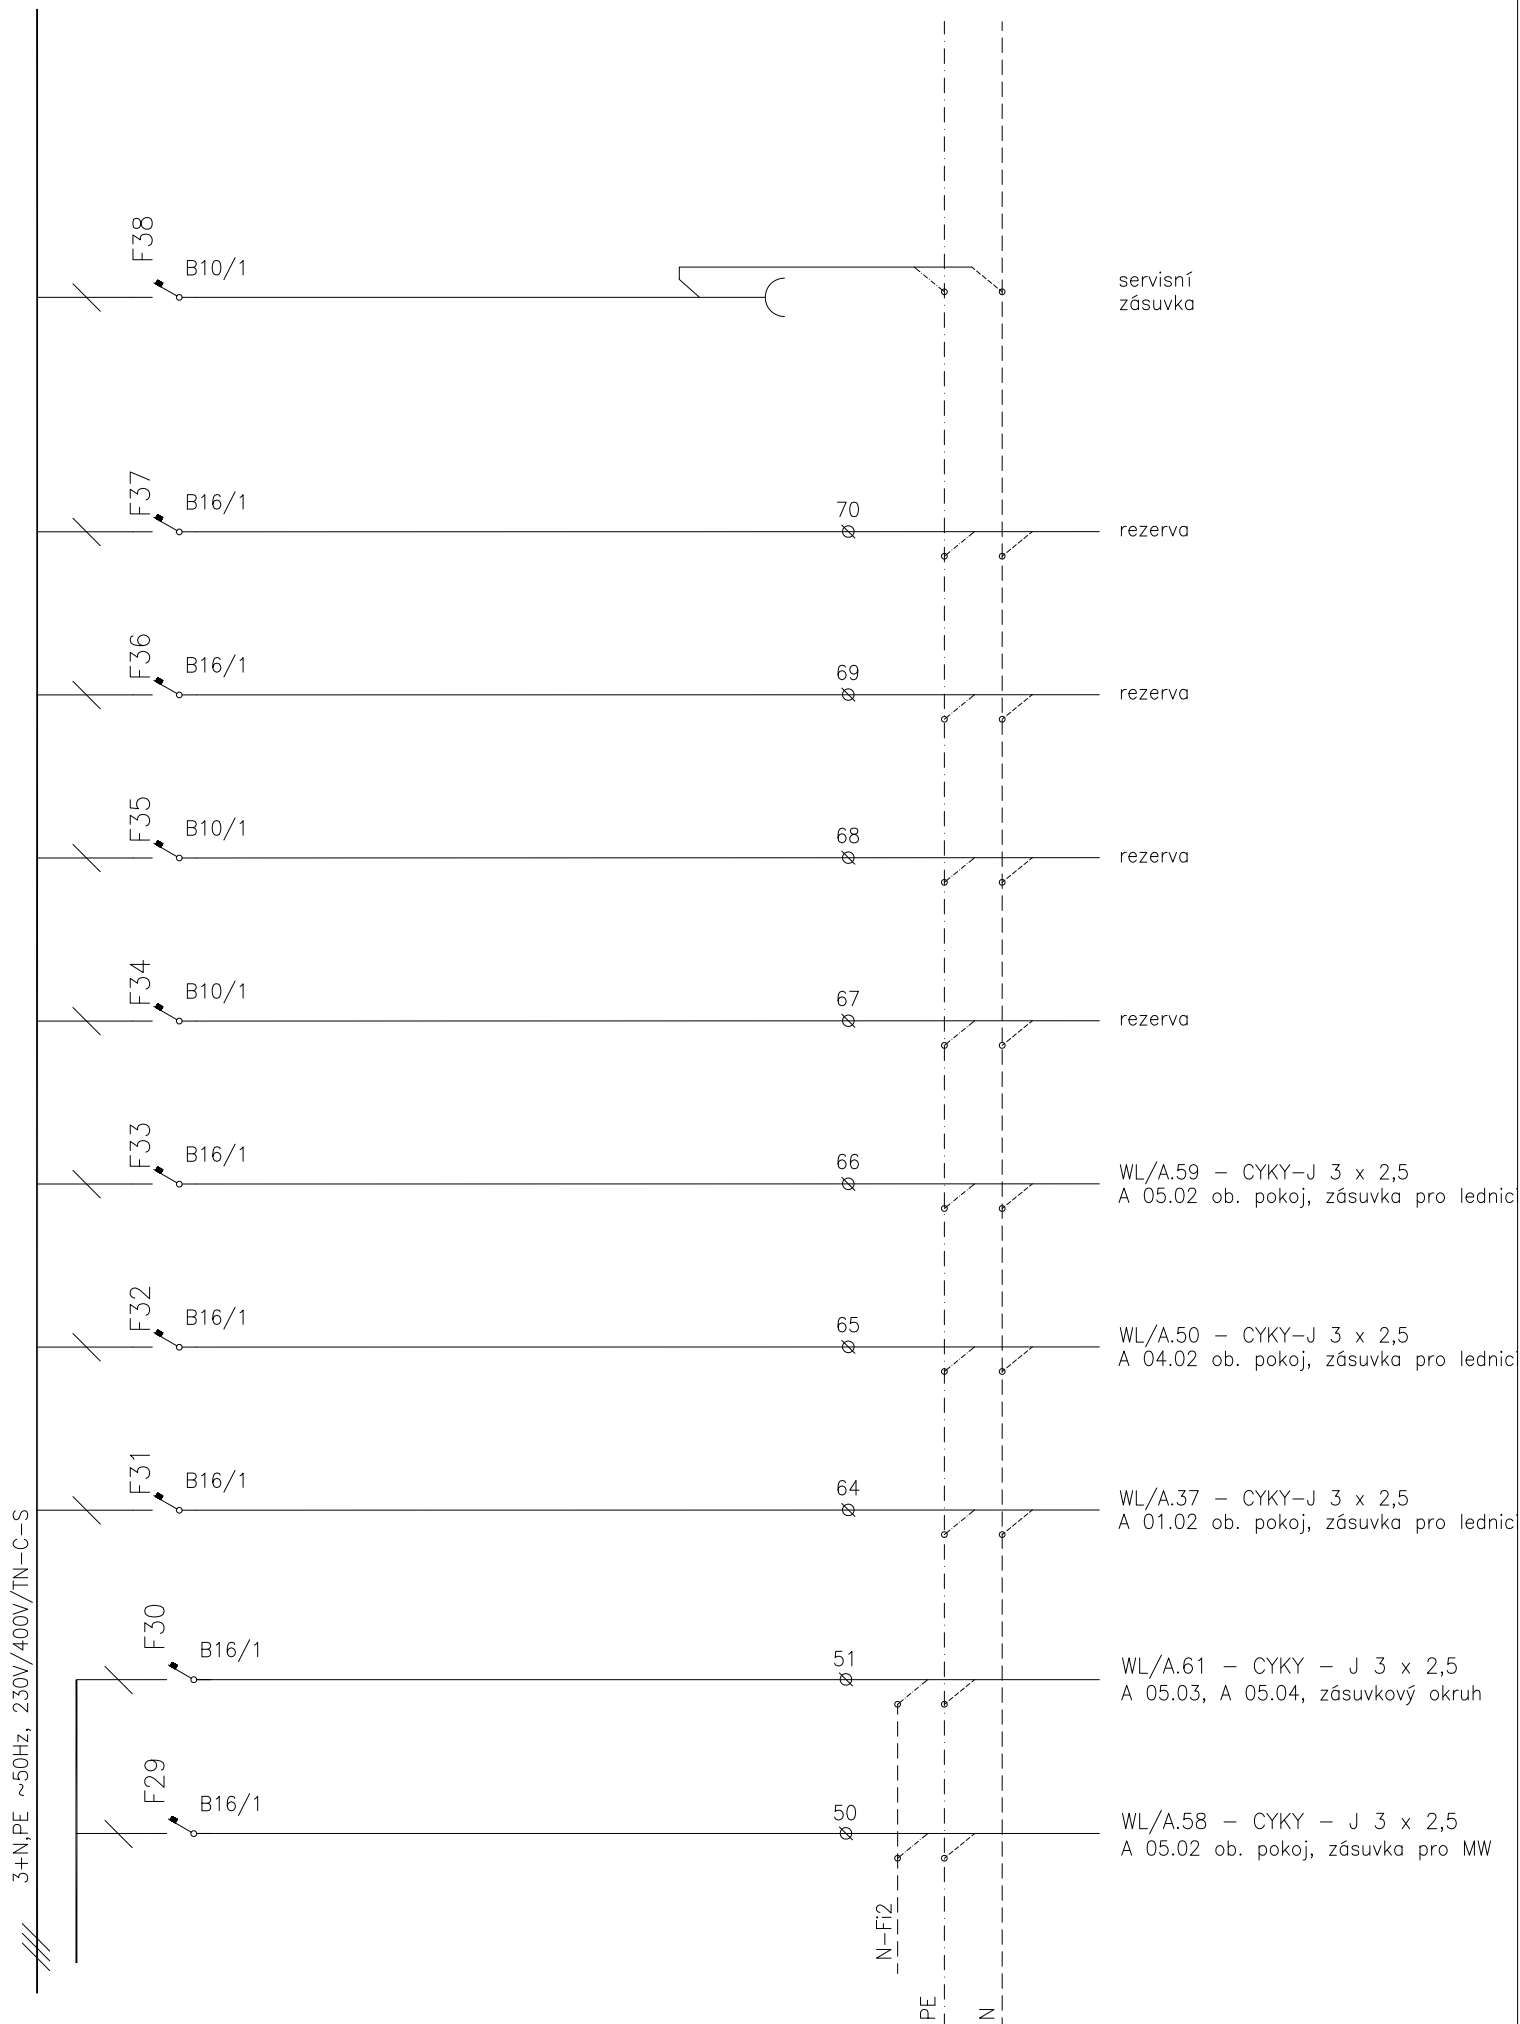 F38
B10/1
servisní
zásuvka
F37
B16/1
70
rezerva
F36
B16/1
69
rezerva
F35
B10/1
68
rezerva
F34
B10/1
67
rezerva
F33
B16/1
66
WL/A.59 – CYKY–J 3 x 2,5
A 05.02 ob. pokoj, zásuvka pro lednici
F32
B16/1
65
WL/A.50 – CYKY–J 3 x 2,5
A 04.02 ob. pokoj, zásuvka pro lednici
F31
B16/1
64
WL/A.37 – CYKY–J 3 x 2,5
A 01.02 ob. pokoj, zásuvka pro lednici
3+N,PE ~50Hz, 230V/400V/TN–C–S
F30
B16/1
51
WL/A.61 – CYKY – J 3 x 2,5
A 05.03, A 05.04, zásuvkový okruh
F29
B16/1
50
WL/A.58 – CYKY – J 3 x 2,5
A 05.02 ob. pokoj, zásuvka pro MW
N–Fi2
PE
N